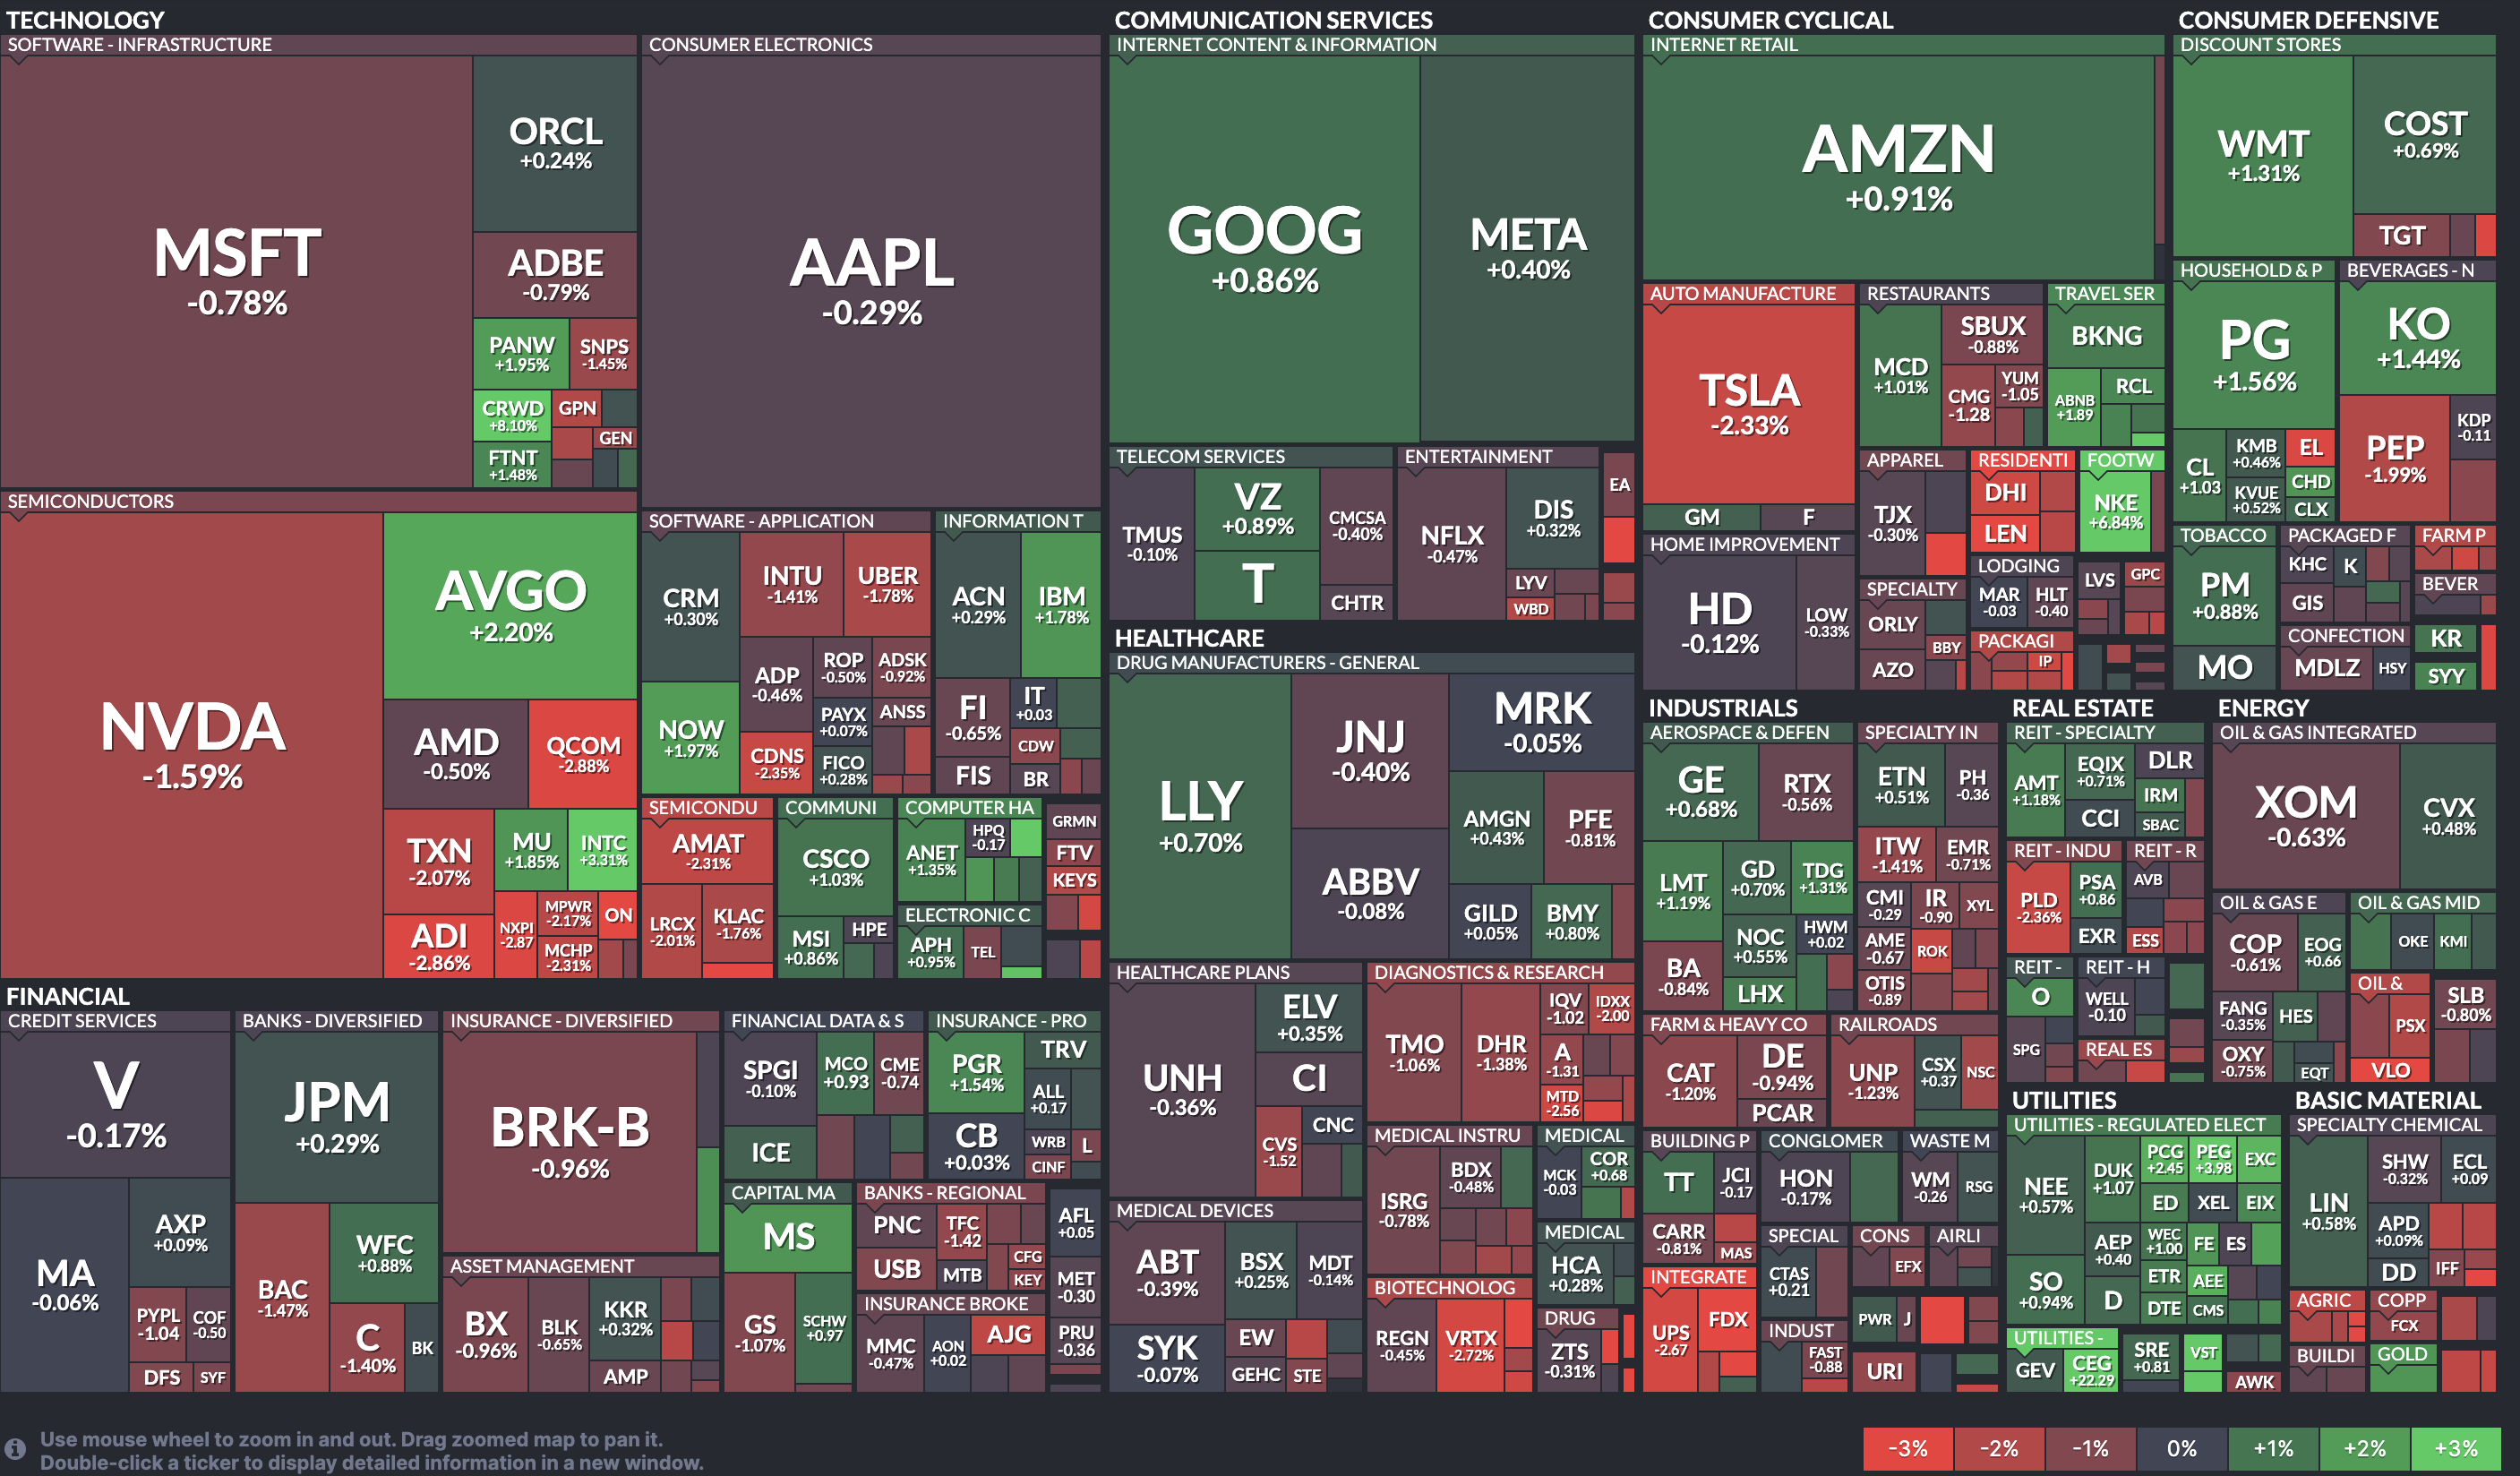 TECHNOLOGY
SOFTWARE - INFRASTRUCTURE
MSFT
-0.78%
ORCL
+0.24%
ADBE
-0.79%
PANW
+1.95%
SNPS
-1.45%
CRWD
+8.10%
GPN
GEN
FTNT
+1.48%
CONSUMER ELECTRONICS
AAPL
-0.29%
SEMICONDUCTORS
NVDA
-1.59%
AVGO
+2.20%
AMD
-0.50%
QCOM
-2.88%
TXN
-2.07%
MU
+1.85%
INTC
+3.31%
ADI
-2.86%
NXPI
-2.87
MPWR
-2.17%
ON
MCHP
-2.31%
SOFTWARE - APPLICATION
CRM
+0.30%
INTU
-1.41%
UBER
-1.78%
NOW
+1.97%
ADP
-0.46%
ROP
-0.50%
ADSK
-0.92%
PAYX
+0.07%
ANSS
CDNS
-2.35%
FICO
+0.28%
INFORMATION T
ACN
+0.29%
IBM
+1.78%
FI
-0.65%
IT
+0.03
CDW
FIS
BR
SEMICONDU
AMAT
-2.31%
LRCX
-2.01%
KLAC
-1.76%
COMMUNI
CSCO
+1.03%
MSI
+0.86%
HPE
COMPUTER HA
ANET
+1.35%
HPQ
-0.17
ELECTRONIC C
APH
+0.95%
TEL
GRMN
FTV
KEYS
FINANCIAL
CREDIT SERVICES
V
-0.17%
MA
-0.06%
AXP
+0.09%
PYPL
-1.04
COF
-0.50
DFS
SYF
BANKS - DIVERSIFIED
JPM
+0.29%
BAC
-1.47%
WFC
+0.88%
C
-1.40%
BK
INSURANCE - DIVERSIFIED
BRK-B
-0.96%
ASSET MANAGEMENT
BX
-0.96%
BLK
-0.65%
KKR
+0.32%
AMP
FINANCIAL DATA & S
SPGI
-0.10%
MCO
+0.93
CME
-0.74
ICE
INSURANCE - PRO
PGR
+1.54%
TRV
ALL
+0.17
CB
+0.03%
WRB
L
CINF
CAPITAL MA
MS
GS
-1.07%
SCHW
+0.97
BANKS - REGIONAL
PNC
TFC
-1.42
USB
MTB
CFG
KEY
INSURANCE BROKE
MMC
-0.47%
AON
+0.02
AJG
AFL
+0.05
MET
-0.30
PRU
-0.36
COMMUNICATION SERVICES
INTERNET CONTENT & INFORMATION
GOOG
+0.86%
META
+0.40%
TELECOM SERVICES
TMUS
-0.10%
VZ
+0.89%
T
CMCSA
-0.40%
CHTR
ENTERTAINMENT
NFLX
-0.47%
DIS
+0.32%
LYV
WBD
EA
HEALTHCARE
DRUG MANUFACTURERS - GENERAL
LLY
+0.70%
JNJ
-0.40%
MRK
-0.05%
ABBV
-0.08%
AMGN
+0.43%
PFE
-0.81%
GILD
+0.05%
BMY
+0.80%
HEALTHCARE PLANS
UNH
-0.36%
ELV
+0.35%
CI
CVS
-1.52
CNC
DIAGNOSTICS & RESEARCH
TMO
-1.06%
DHR
-1.38%
IQV
-1.02
IDXX
-2.00
A
-1.31
MTD
-2.56
MEDICAL DEVICES
ABT
-0.39%
BSX
+0.25%
MDT
-0.14%
SYK
-0.07%
EW
GEHC
STE
MEDICAL INSTRU
ISRG
-0.78%
BDX
-0.48%
MEDICAL
MCK
-0.03
COR
+0.68
MEDICAL
HCA
+0.28%
BIOTECHNOLOG
REGN
-0.45%
VRTX
-2.72%
DRUG
ZTS
-0.31%
CONSUMER CYCLICAL
INTERNET RETAIL
AMZN
+0.91%
AUTO MANUFACTURE
TSLA
-2.33%
GM
F
RESTAURANTS
MCD
+1.01%
SBUX
-0.88%
CMG
-1.28
YUM
-1.05
TRAVEL SER
BKNG
ABNB
+1.89
RCL
HOME IMPROVEMENT
HD
-0.12%
LOW
-0.33%
APPAREL
TJX
-0.30%
RESIDENTI
DHI
LEN
FOOTW
NKE
+6.84%
SPECIALTY
ORLY
BBY
AZO
LODGING
MAR
-0.03
HLT
-0.40
LVS
GPC
PACKAGI
IP
CONSUMER DEFENSIVE
DISCOUNT STORES
WMT
+1.31%
COST
+0.69%
TGT
HOUSEHOLD & P
PG
+1.56%
CL
+1.03
KMB
+0.46%
EL
KVUE
+0.52%
CHD
CLX
BEVERAGES - N
KO
+1.44%
PEP
-1.99%
KDP
-0.11
TOBACCO
PM
+0.88%
MO
PACKAGED F
KHC
K
GIS
FARM P
BEVER
CONFECTION
MDLZ
HSY
KR
SYY
INDUSTRIALS
AEROSPACE & DEFEN
GE
+0.68%
RTX
-0.56%
LMT
+1.19%
GD
+0.70%
TDG
+1.31%
BA
-0.84%
NOC
+0.55%
HWM
+0.02
LHX
SPECIALTY IN
ETN
+0.51%
PH
-0.36
ITW
-1.41%
EMR
-0.71%
CMI
-0.29
IR
-0.90
XYL
AME
-0.67
ROK
OTIS
-0.89
FARM & HEAVY CO
CAT
-1.20%
DE
-0.94%
PCAR
RAILROADS
UNP
-1.23%
CSX
+0.37
NSC
BUILDING P
TT
JCI
-0.17
CARR
-0.81%
MAS
CONGLOMER
HON
-0.17%
WASTE M
WM
-0.26
RSG
INTEGRATE
UPS
-2.67
FDX
SPECIAL
CTAS
+0.21
CONS
EFX
AIRLI
INDUST
FAST
-0.88
PWR
J
URI
REAL ESTATE
REIT - SPECIALTY
AMT
+1.18%
EQIX
+0.71%
DLR
CCI
IRM
SBAC
REIT - INDU
PLD
-2.36%
PSA
+0.86
EXR
REIT - R
AVB
ESS
REIT -
O
SPG
REIT - H
WELL
-0.10
REAL ES
ENERGY
OIL & GAS INTEGRATED
XOM
-0.63%
CVX
+0.48%
OIL & GAS E
COP
-0.61%
EOG
+0.66
FANG
-0.35%
HES
OXY
-0.75%
EQT
OIL & GAS MID
OKE
KMI
OIL &
PSX
VLO
SLB
-0.80%
UTILITIES
UTILITIES - REGULATED ELECT
NEE
+0.57%
DUK
+1.07
PCG
+2.45
PEG
+3.98
EXC
ED
XEL
EIX
SO
+0.94%
AEP
+0.40
WEC
+1.00
FE
ES
D
ETR
AEE
DTE
CMS
UTILITIES -
GEV
CEG
+22.29
SRE
+0.81
VST
AWK
BASIC MATERIAL
SPECIALTY CHEMICAL
LIN
+0.58%
SHW
-0.32%
ECL
+0.09
APD
+0.09%
DD
IFF
AGRIC
COPP
FCX
BUILDI
GOLD
Use mouse wheel to zoom in and out. Drag zoomed map to pan it.
Double-click a ticker to display detailed information in a new window.
-3%
-2%
-1%
0%
+1%
+2%
+3%